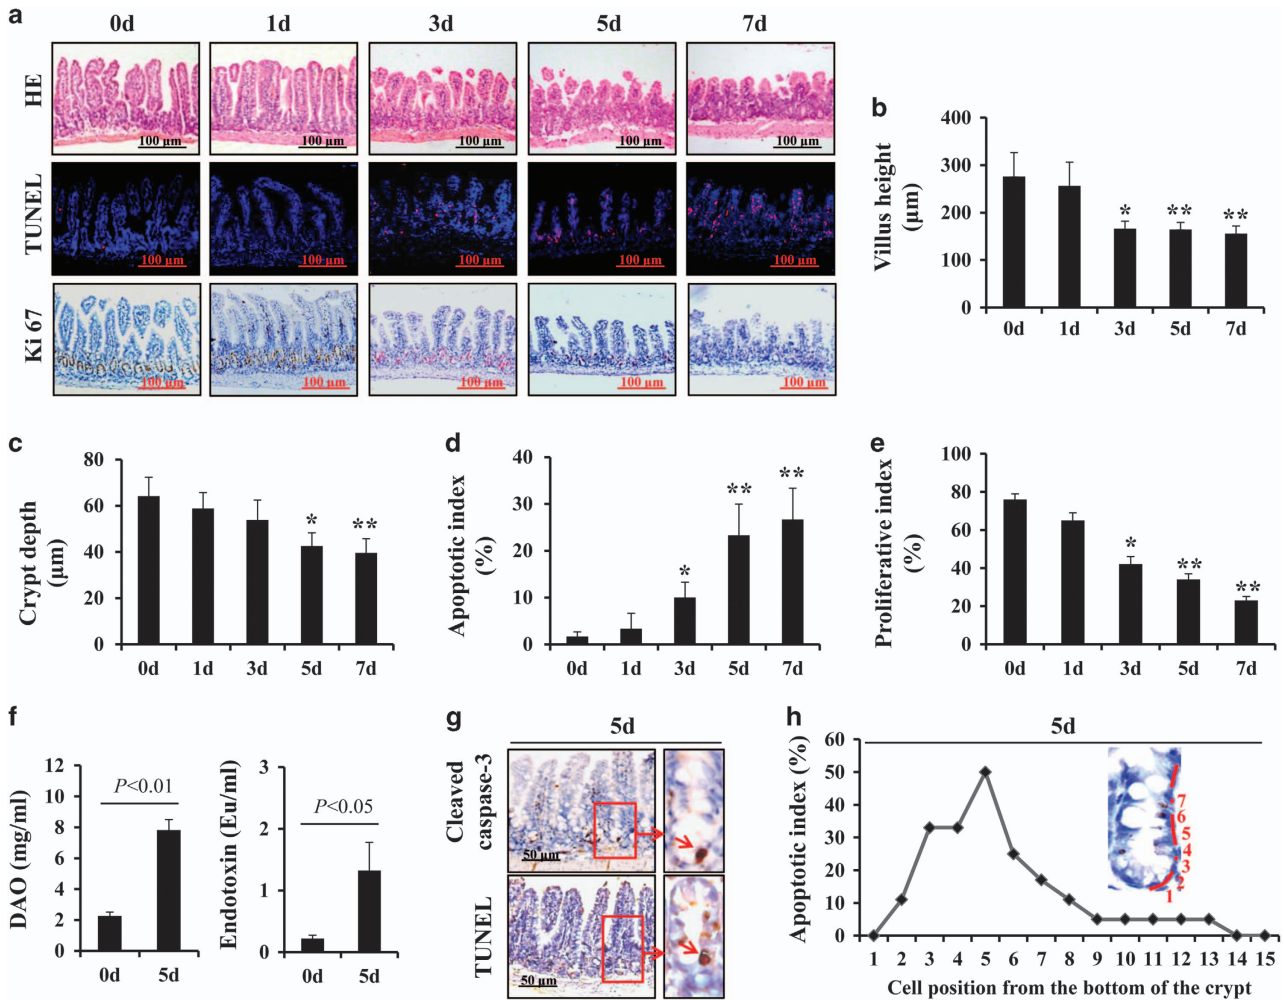 a
0d 1d 3d 5d 7d
HE
100 µm 100 µm 100 µm 100 µm 100 µm
TUNEL
100 µm 100 µm 100 µm 100 µm 100 µm
Ki 67
100 µm 100 µm 100 µm 100 µm 100 µm
b
Villus height
(µm)
400
300
200
100
0
* ** **
0d 1d 3d 5d 7d
c
Crypt depth
(µm)
80
60
40
20
0
* **
0d 1d 3d 5d 7d
d
Apoptotic index
(%)
40
30
20
10
0
* ** **
0d 1d 3d 5d 7d
e
Proliferative index
(%)
100
80
60
40
20
0
* ** **
0d 1d 3d 5d 7d
f
DAO (mg/ml)
12
10
8
6
4
2
0
P<0.01
0d 5d
Endotoxin (Eu/ml)
3
2
1
0
P<0.05
0d 5d
g
5d
Cleaved
caspase-3
50 µm
TUNEL
50 µm
h
5d
Apoptotic index (%)
60
50
40
30
20
10
0
7
6
5
4
3
2
1
1 2 3 4 5 6 7 8 9 10 11 12 13 14 15
Cell position from the bottom of the crypt